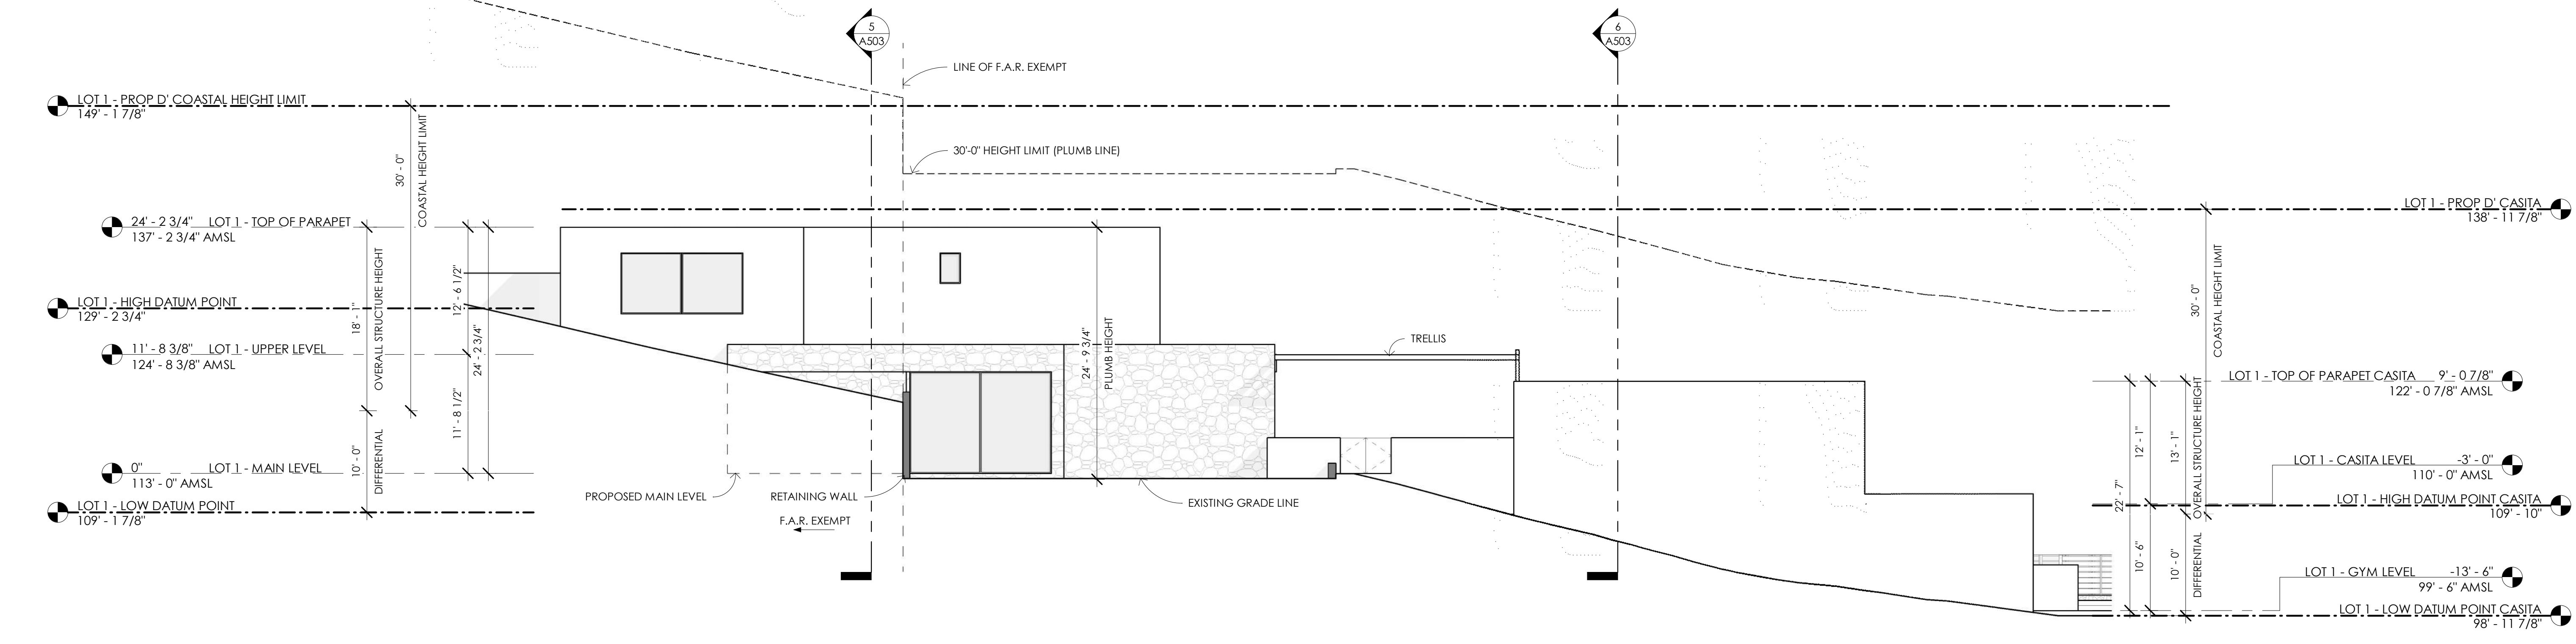 5
A503
6
A503
LINE OF F.A.R. EXEMPT
LOT 1 - PROP D' COASTAL HEIGHT LIMIT
149' - 1 7/8"
30'-0" HEIGHT LIMIT (PLUMB LINE)
30' - 0"
COASTAL HEIGHT LIMIT
LOT 1 - PROP D' CASITA
138' - 11 7/8"
24' - 2 3/4" LOT 1 - TOP OF PARAPET
137' - 2 3/4" AMSL
LOT 1 - HIGH DATUM POINT
129' - 2 3/4"
18' - 1"
OVERALL STRUCTURE HEIGHT
12' - 6 1/2"
24' - 2 3/4"
30' - 0"
COASTAL HEIGHT LIMIT
11' - 8 3/8" LOT 1 - UPPER LEVEL
124' - 8 3/8" AMSL
24' - 9 3/4"
PLUMB HEIGHT
TRELLIS
LOT 1 - TOP OF PARAPET CASITA 9' - 0 7/8"
122' - 0 7/8" AMSL
11' - 8 1/2"
10' - 0"
DIFFERENTIAL
0" LOT 1 - MAIN LEVEL
113' - 0" AMSL
22' - 7"
12' - 1"
13' - 1"
OVERALL STRUCTURE HEIGHT
LOT 1 - CASITA LEVEL -3' - 0"
110' - 0" AMSL
PROPOSED MAIN LEVEL
RETAINING WALL
EXISTING GRADE LINE
LOT 1 - LOW DATUM POINT
109' - 1 7/8"
F.A.R. EXEMPT
LOT 1 - HIGH DATUM POINT CASITA
109' - 10"
10' - 6"
10' - 0"
DIFFERENTIAL
LOT 1 - GYM LEVEL -13' - 6"
99' - 6" AMSL
LOT 1 - LOW DATUM POINT CASITA
98' - 11 7/8"